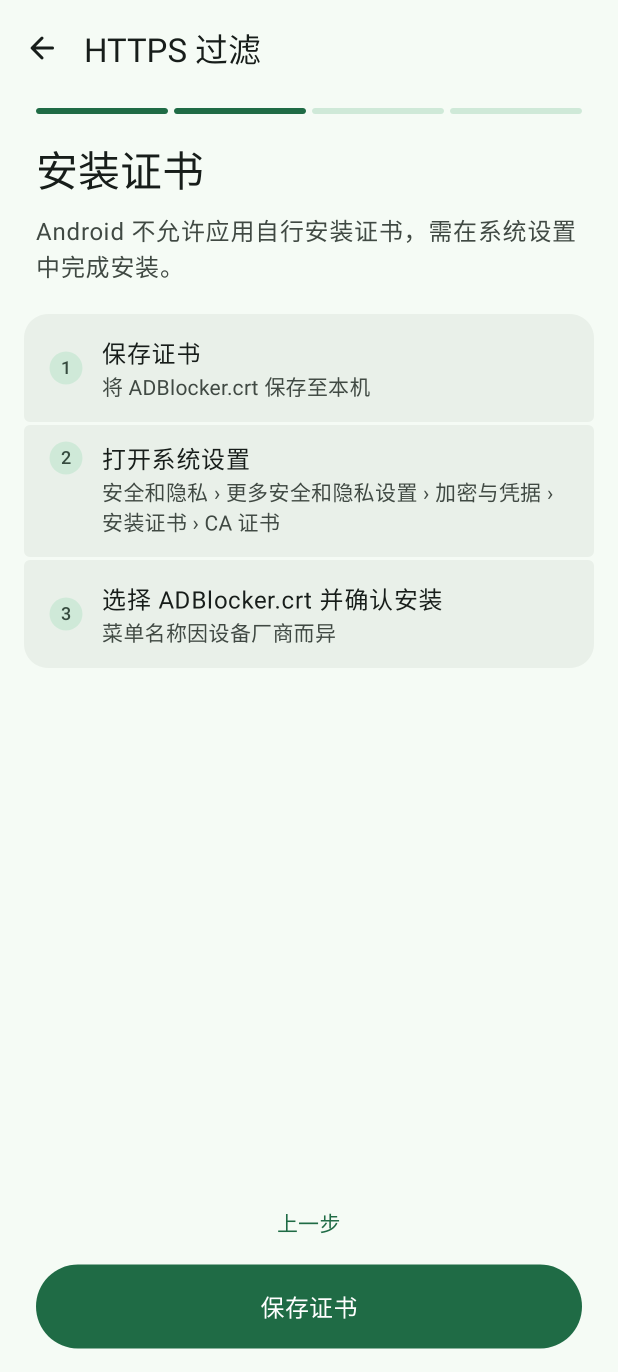 HTTPS 过滤
安装证书
Android 不允许应用自行安装证书，需在系统设置
中完成安装。
1
保存证书
将 ADBlocker.crt 保存至本机
2
打开系统设置
安全和隐私 › 更多安全和隐私设置 › 加密与凭据 ›
安装证书 › CA 证书
3
选择 ADBlocker.crt 并确认安装
菜单名称因设备厂商而异
上一步
保存证书